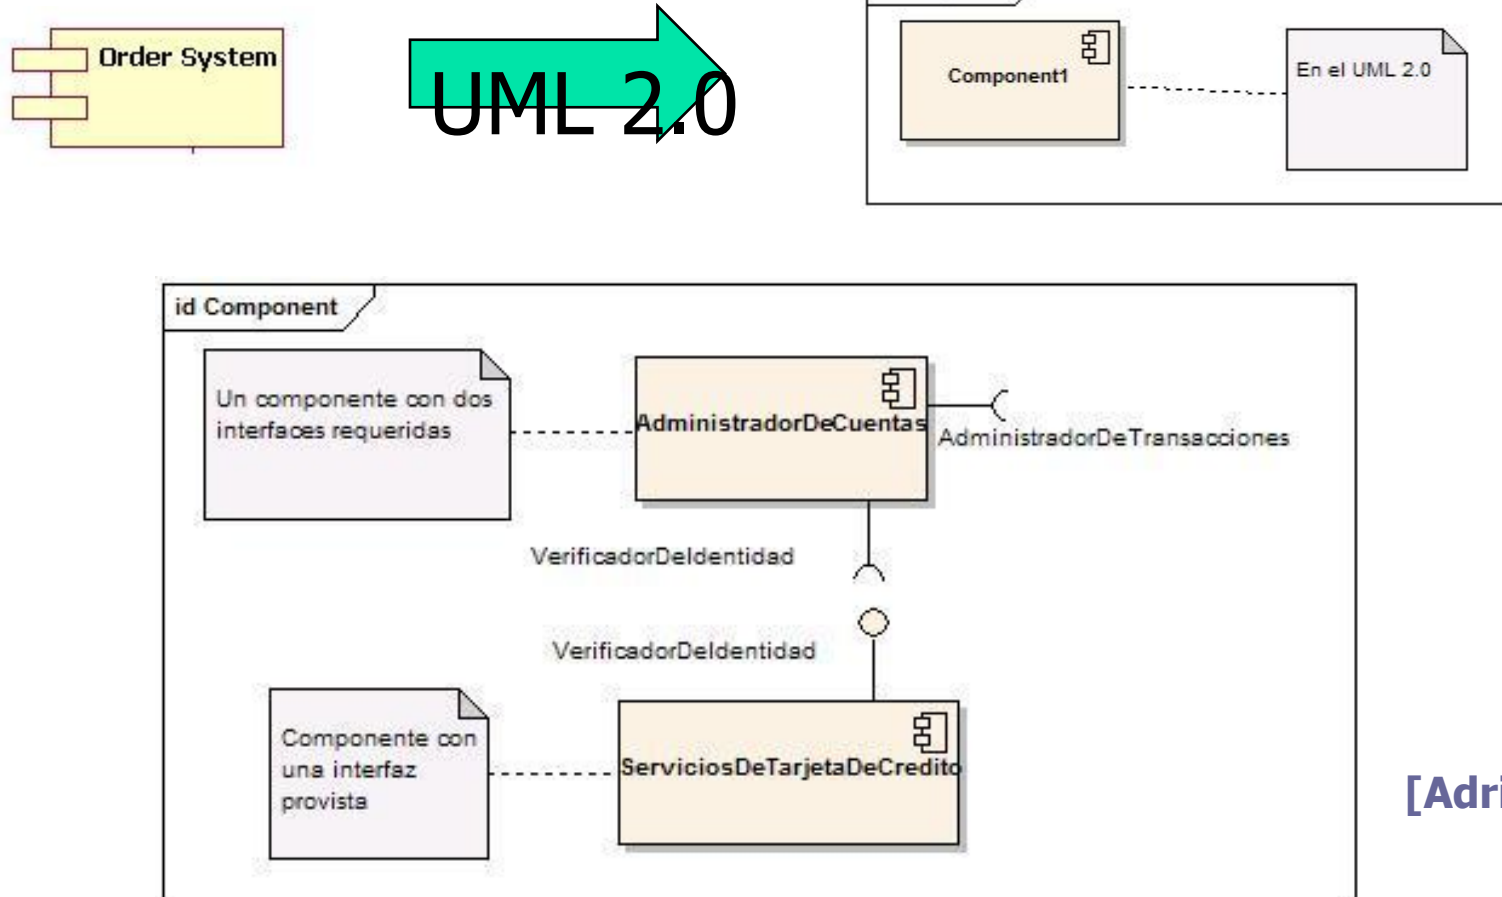 Order System
UML 2.0
Component1
En el UML 2.0
id Component
Un componente con dos
interfaces requeridas
AdministradorDeCuentas
AdministradorDeTransacciones
VerificadorDeIdentidad
VerificadorDeIdentidad
Componente con
una interfaz
provista
ServiciosDeTarjetaDeCredito
[Adri